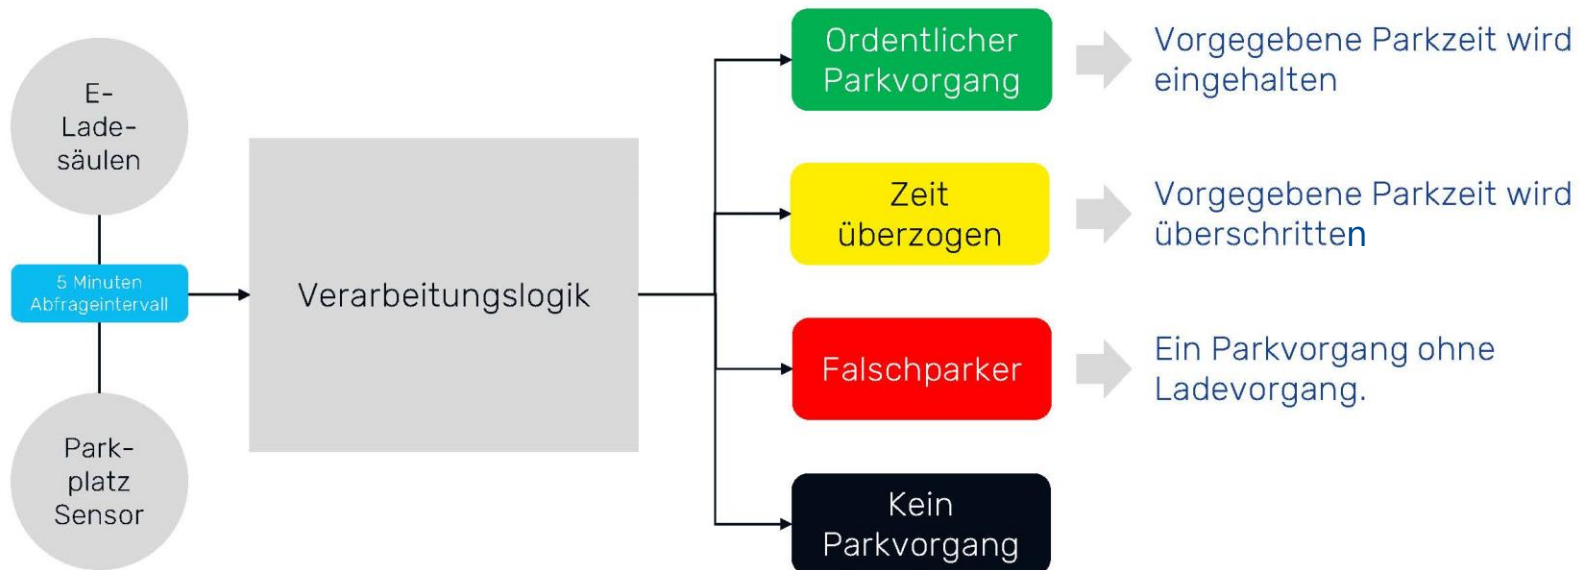 E-
Lade-
säulen
5 Minuten
Abfrageintervall
Park-
platz
Sensor
Verarbeitungslogik
Ordentlicher
Parkvorgang
Vorgegebene Parkzeit wird
eingehalten
Zeit
überzogen
Vorgegebene Parkzeit wird
überschritten
Falschparker
Ein Parkvorgang ohne
Ladevorgang.
Kein
Parkvorgang